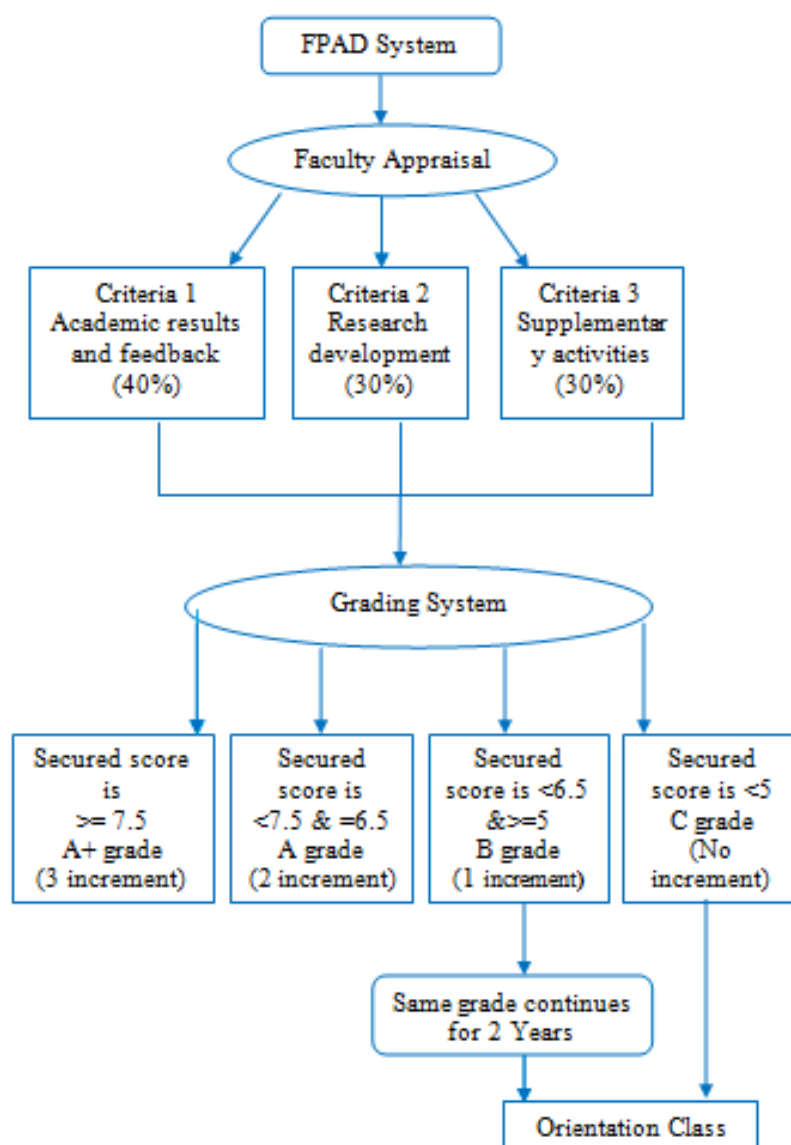 FPAD System
Faculty Appraisal
Criteria 1
Academic results
and feedback
(40%)
Criteria 2
Research
development
(30%)
Criteria 3
Supplementar
y activities
(30%)
Grading System
Secured score
is
>= 7.5
A+ grade
(3 increment)
Secured
score is
<7.5 & =6.5
A grade
(2 increment)
Secured
score is <6.5
&>=5
B grade
(1 increment)
Secured
score is <5
C grade
(No
increment)
Same grade continues
for 2 Years
Orientation Class